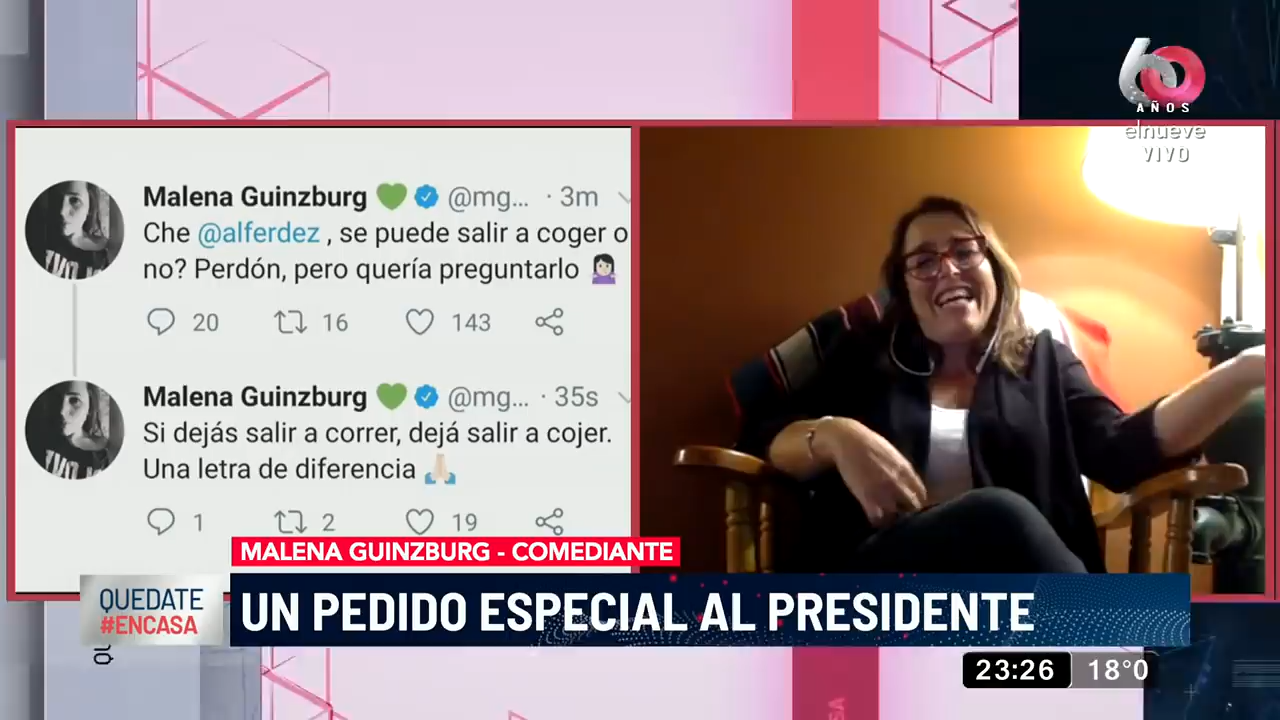 60
AÑOS
elnueve
VIVO
Malena Guinzburg 💚 @mg... · 3m
Che @alferdez , se puede salir a coger o
no? Perdón, pero quería preguntarlo 🤷🏻‍♀️
20 16 143
Malena Guinzburg 💚 @mg... · 35s
Si dejás salir a correr, dejá salir a cojer.
Una letra de diferencia 🙏🏻
1 2 19
MALENA GUINZBURG - COMEDIANTE
QUEDATE
#ENCASA
UN PEDIDO ESPECIAL AL PRESIDENTE
23:26 18°0